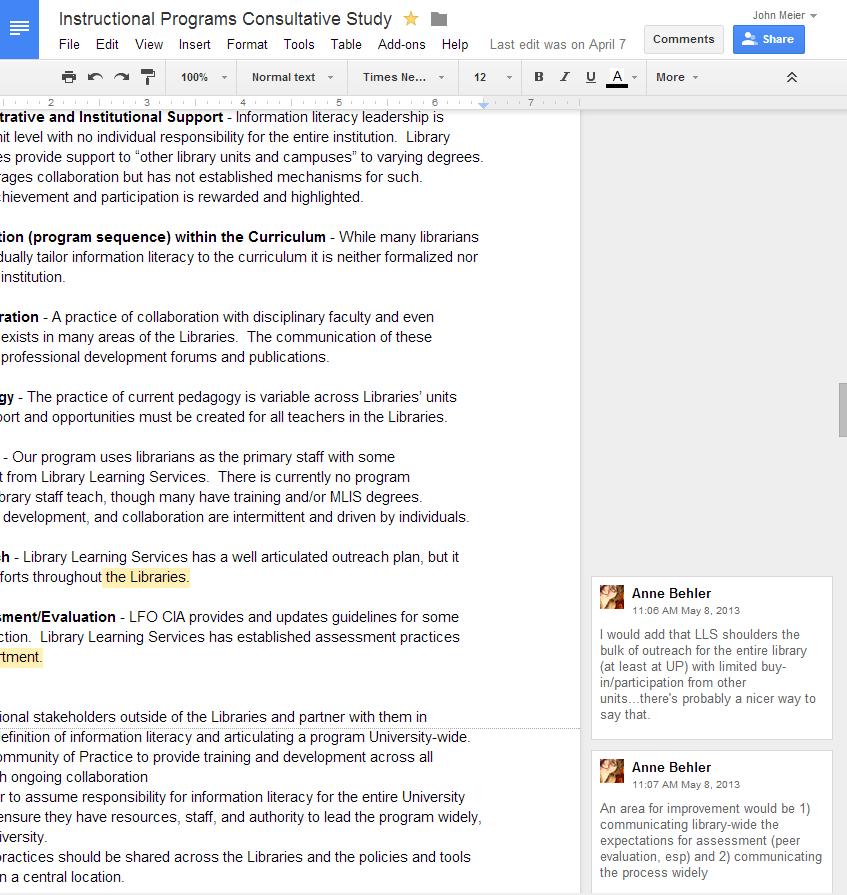 Instructional Programs Consultative Study
John Meier
File Edit View Insert Format Tools Table Add-ons Help Last edit was on April 7
Comments
Share
100% Normal text Times Ne... 12 B I U A More
2 3 4 5 6 7
trative and Institutional Support - Information literacy leadership is
nit level with no individual responsibility for the entire institution. Library
es provide support to “other library units and campuses” to varying degrees.
rages collaboration but has not established mechanisms for such.
chievement and participation is rewarded and highlighted.
tion (program sequence) within the Curriculum - While many librarians
dually tailor information literacy to the curriculum it is neither formalized nor
institution.
ration - A practice of collaboration with disciplinary faculty and even
exists in many areas of the Libraries. The communication of these
professional development forums and publications.
gy - The practice of current pedagogy is variable across Libraries’ units
port and opportunities must be created for all teachers in the Libraries.
- Our program uses librarians as the primary staff with some
t from Library Learning Services. There is currently no program
brary staff teach, though many have training and/or MLIS degrees.
development, and collaboration are intermittent and driven by individuals.
ch - Library Learning Services has a well articulated outreach plan, but it
fforts throughout the Libraries.
sment/Evaluation - LFO CIA provides and updates guidelines for some
ction. Library Learning Services has established assessment practices
rtment.
ional stakeholders outside of the Libraries and partner with them in
definition of information literacy and articulating a program University-wide.
ommunity of Practice to provide training and development across all
h ongoing collaboration
r to assume responsibility for information literacy for the entire University
ensure they have resources, staff, and authority to lead the program widely,
iversity.
practices should be shared across the Libraries and the policies and tools
n a central location.
Anne Behler
11:06 AM May 8, 2013
I would add that LLS shoulders the
bulk of outreach for the entire library
(at least at UP) with limited buy-
in/participation from other
units...there's probably a nicer way to
say that.
Anne Behler
11:07 AM May 8, 2013
An area for improvement would be 1)
communicating library-wide the
expectations for assessment (peer
evaluation, esp) and 2) communicating
the process widely